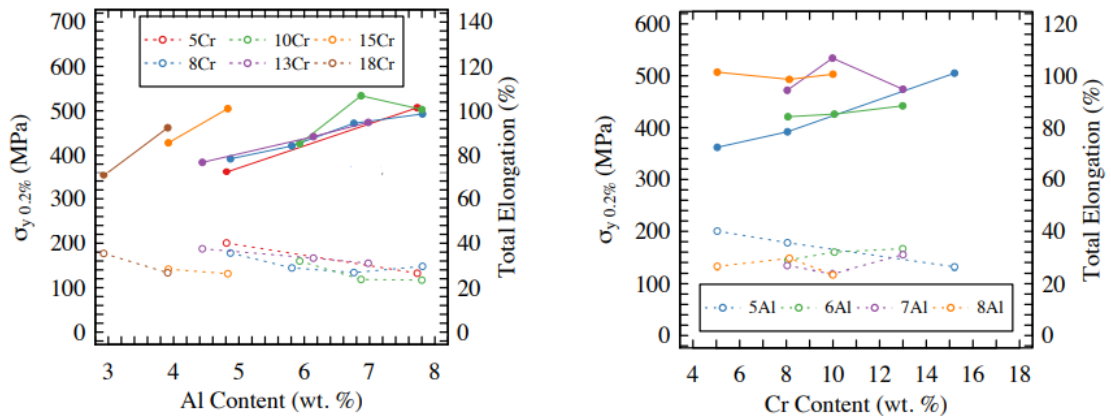 700
600
500
400
300
200
100
0
σy 0.2% (MPa)
140
120
100
80
60
40
20
0
Total Elongation (%)
5Cr 10Cr 15Cr
8Cr 13Cr 18Cr
3 4 5 6 7 8
Al Content (wt. %)
600
500
400
300
200
100
0
σy 0.2% (MPa)
120
100
80
60
40
20
0
Total Elongation (%)
5Al 6Al 7Al 8Al
4 6 8 10 12 14 16 18
Cr Content (wt. %)